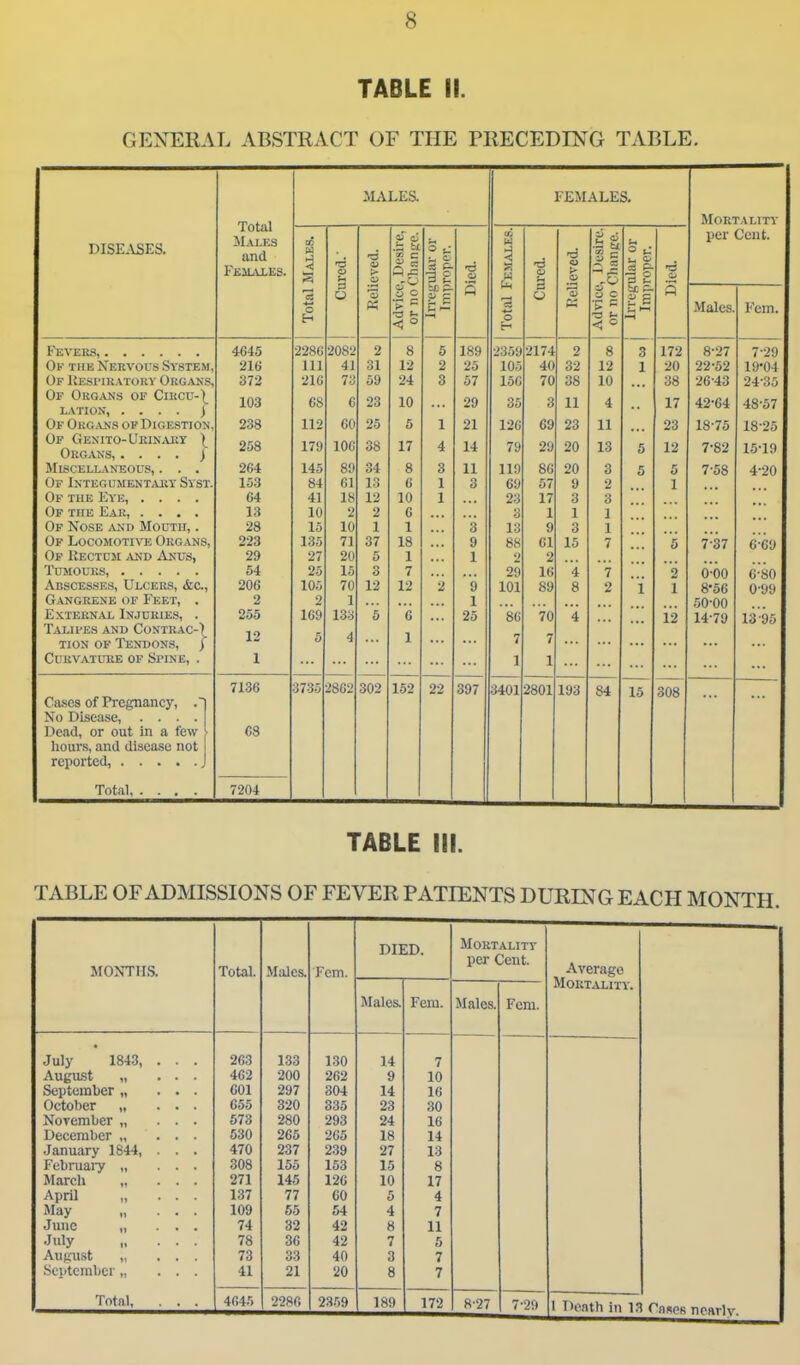 8
TABLE II.
GENERAL ABSTRACT OF THE PRECEDING TABLE.
DISEASES. | Total Males and Females. | MALES. | FEMALES. | Mortality per Cent.
Total Males. | Cured. | Relieved. | Advice, Desire, or no Change. | Irregular or Improper. | Died. | Total Females. | Cured. | Relieved. | Advice, Desire, or no Change. | Irregular or Improper. | Died. | Males. | Fem.
Fevers, . . . . . . 4645 2286 2082 2 8 5 189 2359 2174 2 8 3 172 8·27 7·29
Of the Nervous System, 216 111 41 31 12 2 25 105 40 32 12 1 20 22·52 19·04
Of Respiratory Organs, 372 216 73 59 24 3 57 156 70 38 10 ... 38 26·43 24·35
Of Organs of Circu-}
lation, . . . . } 103 68 6 23 10 ... 29 35 3 11 4 .. 17 42·64 48·57
Of Organs of Digestion, 238 112 60 25 5 1 21 126 69 23 11 ... 23 18·75 18·25
Of Genito-Urinary }
Organs, . . . . } 258 179 106 38 17 4 14 79 29 20 13 5 12 7·82 15·19
Miscellaneous, . . . 264 145 89 34 8 3 11 119 86 20 3 5 5 7·58 4·20
Of Integumentary Syst. 153 84 61 13 6 1 3 69 57 9 2 ... 1 ... ...
Of the Eye, . . . . 64 41 18 12 10 1 ... 23 17 3 3 ... ... ... ...
Of the Ear, . . . . 13 10 2 2 6 ... ... 3 1 1 1 ... ... ... ...
Of Nose and Mouth, . 28 15 10 1 1 ... 3 13 9 3 1 ... ... ... ...
Of Locomotive Organs, 223 135 71 37 18 ... 9 88 61 15 7 ... 5 7·37 6·69
Of Rectum and Anus, 29 27 20 5 1 ... 1 2 2 ... ... ... ... ... ...
Tumours, . . . . . 54 25 15 3 7 ... ... 29 16 4 7 ... 2 0·00 6·80
Abscesses, Ulcers, &c., 206 105 70 12 12 2 9 101 89 8 2 1 1 8·56 0·99
Gangrene of Feet, . 2 2 1 ... ... ... 1 ... ... ... ... ... ... 50·00 ...
External Injuries, . 255 169 133 5 6 ... 25 86 70 4 ... ... 12 14·79 13·95
Talipes and Contrac-}
tion of Tendons, } 12 5 4 ... 1 ... ... 7 7 ... ... ... ... ... ...
Curvature of Spine, . 1 ... ... ... ... ... ... 1 1 ... ... ... ... ... ...
7136 3735 2862 302 152 22 397 3401 2801 193 84 15 308 ... ...
Cases of Pregnancy, .
No Disease, . . . .
Dead, or out in a few } 68
hours, and disease not
reported, . . . . .
Total, . . . . 7204
TABLE III.
TABLE OF ADMISSIONS OF FEVER PATIENTS DURING EACH MONTH.
MONTHS. | Total. | Males. | Fem. | DIED. | Mortality per Cent. | Average Mortality.
Males. | Fem. | Males. | Fem.
July 1843, . . . 263 133 130 14 7
August „ . . . 462 200 262 9 10
September „ . . . 601 297 304 14 16
October „ . . . 655 320 335 23 30
November „ . . . 573 280 293 24 16
December „ . . . 530 265 265 18 14
January 1844, . . . 470 237 239 27 13
February „ . . . 308 155 153 15 8
March „ . . . 271 145 126 10 17
April „ . . . 137 77 60 5 4
May „ . . . 109 55 54 4 7
June „ . . . 74 32 42 8 11
July „ . . . 78 36 42 7 5
August „ . . . 73 33 40 3 7
September „ . . . 41 21 20 8 7
Total, . . . 4645 2286 2359 189 172 8·27 7·29 1 Death in 13 Cases nearly.